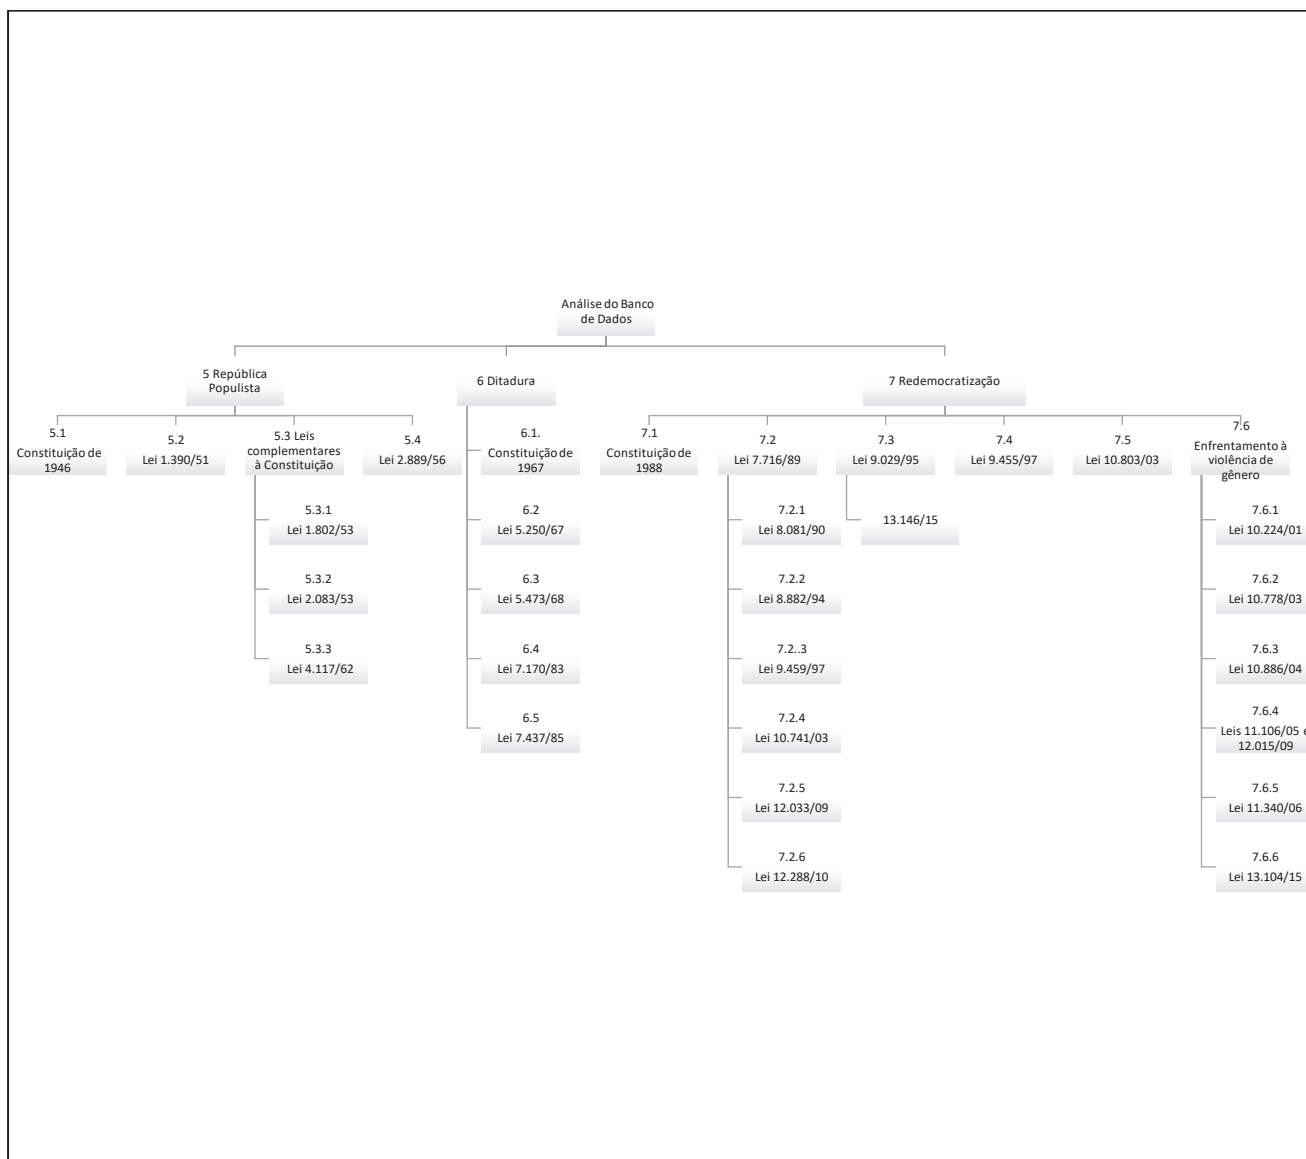 Análise do Banco
de Dados
5 República
Populista
6 Ditadura
7 Redemocratização
5.1
Constituição de
1946
5.2
Lei 1.390/51
5.3 Leis
complementares
à Constituição
5.4
Lei 2.889/56
6.1.
Constituição de
1967
7.1
Constituição de
1988
7.2
Lei 7.716/89
7.3
Lei 9.029/95
7.4
Lei 9.455/97
7.5
Lei 10.803/03
7.6
Enfrentamento à
violência de
gênero
5.3.1
Lei 1.802/53
5.3.2
Lei 2.083/53
5.3.3
Lei 4.117/62
6.2
Lei 5.250/67
6.3
Lei 5.473/68
6.4
Lei 7.170/83
6.5
Lei 7.437/85
7.2.1
Lei 8.081/90
7.2.2
Lei 8.882/94
7.2..3
Lei 9.459/97
7.2.4
Lei 10.741/03
7.2.5
Lei 12.033/09
7.2.6
Lei 12.288/10
13.146/15
7.6.1
Lei 10.224/01
7.6.2
Lei 10.778/03
7.6.3
Lei 10.886/04
7.6.4
Leis 11.106/05 e
12.015/09
7.6.5
Lei 11.340/06
7.6.6
Lei 13.104/15